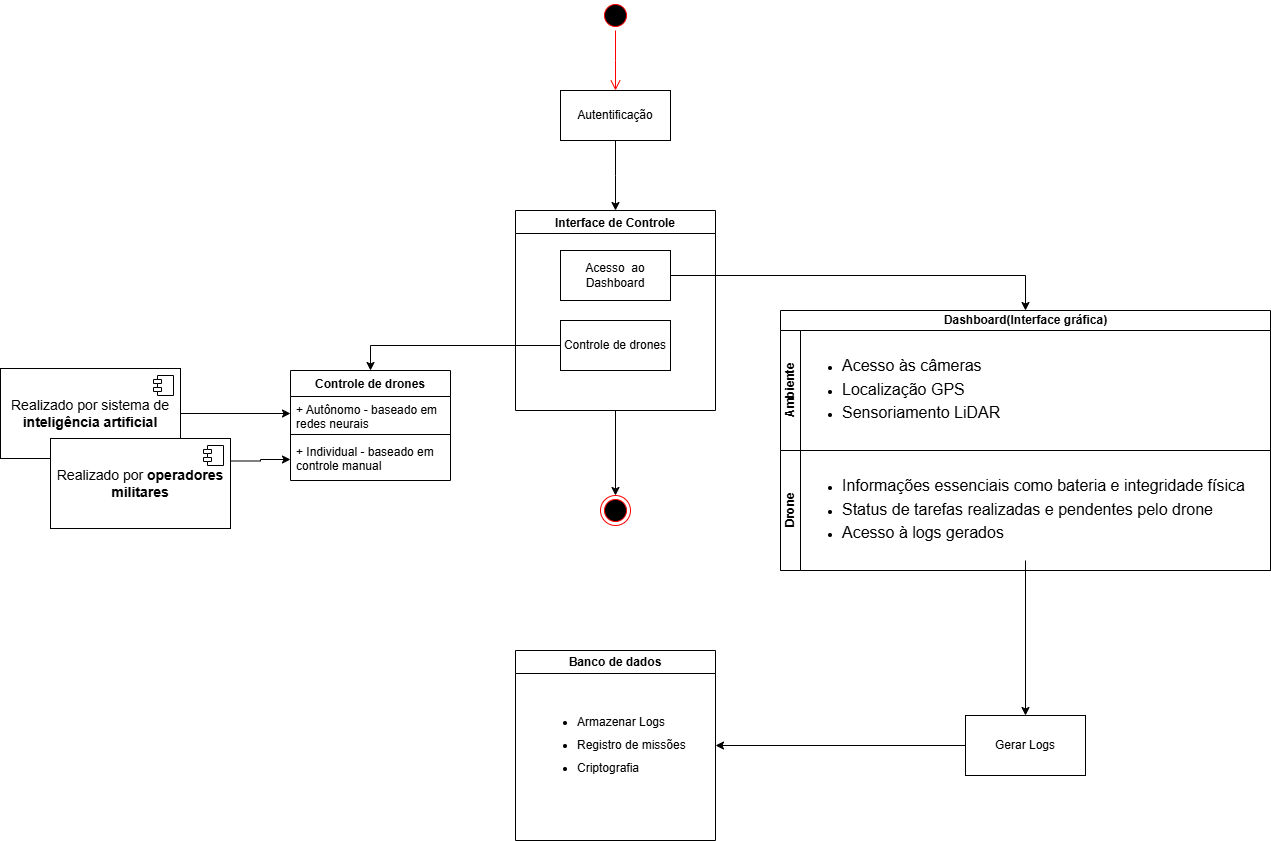 Autentificação
Interface de Controle
Acesso ao
Dashboard
Controle de drones
Dashboard(Interface gráfica)
Ambiente
Acesso às câmeras
Localização GPS
Sensoriamento LiDAR
Drone
Informações essenciais como bateria e integridade física
Status de tarefas realizadas e pendentes pelo drone
Acesso à logs gerados
Realizado por sistema de
inteligência artificial
Realizado por operadores
militares
Controle de drones
+ Autônomo - baseado em
redes neurais
+ Individual - baseado em
controle manual
Banco de dados
Armazenar Logs
Registro de missões
Criptografia
Gerar Logs